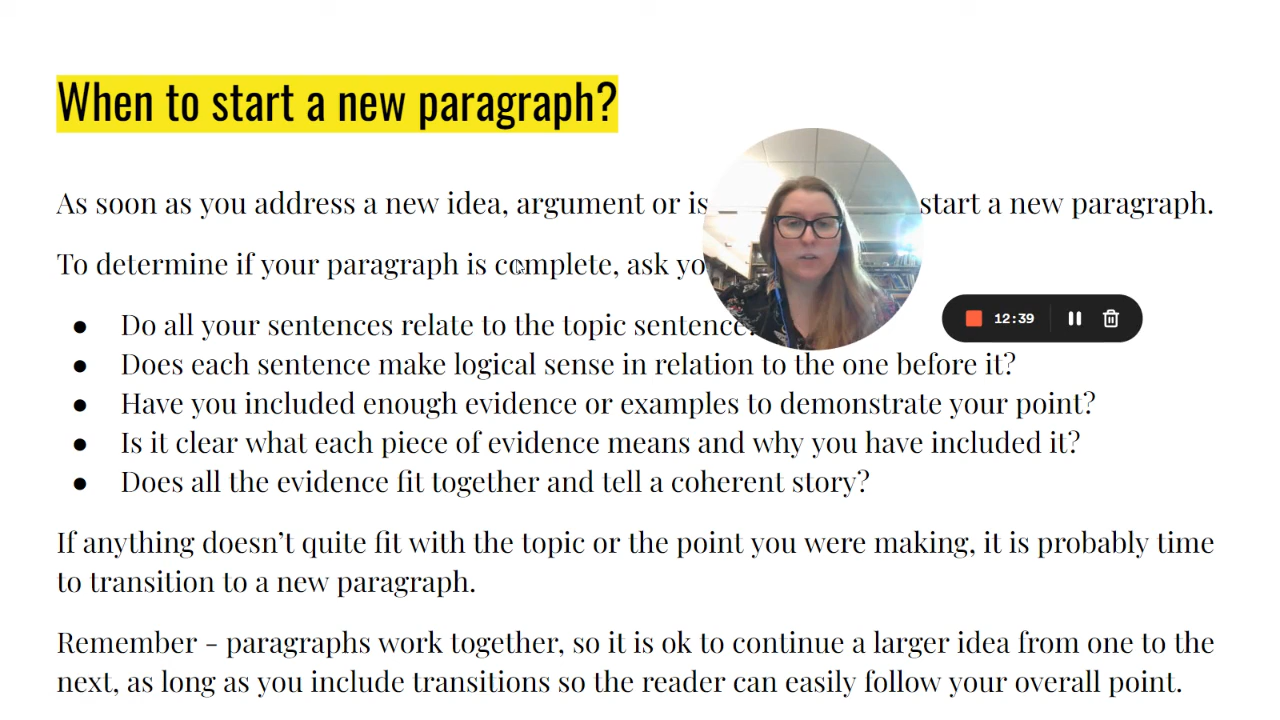 When to start a new paragraph?
As soon as you address a new idea, argument or is start a new paragraph.
To determine if your paragraph is complete, ask yo
12:39
● Do all your sentences relate to the topic sentence?
● Does each sentence make logical sense in relation to the one before it?
● Have you included enough evidence or examples to demonstrate your point?
● Is it clear what each piece of evidence means and why you have included it?
● Does all the evidence fit together and tell a coherent story?
If anything doesn’t quite fit with the topic or the point you were making, it is probably time
to transition to a new paragraph.
Remember - paragraphs work together, so it is ok to continue a larger idea from one to the
next, as long as you include transitions so the reader can easily follow your overall point.